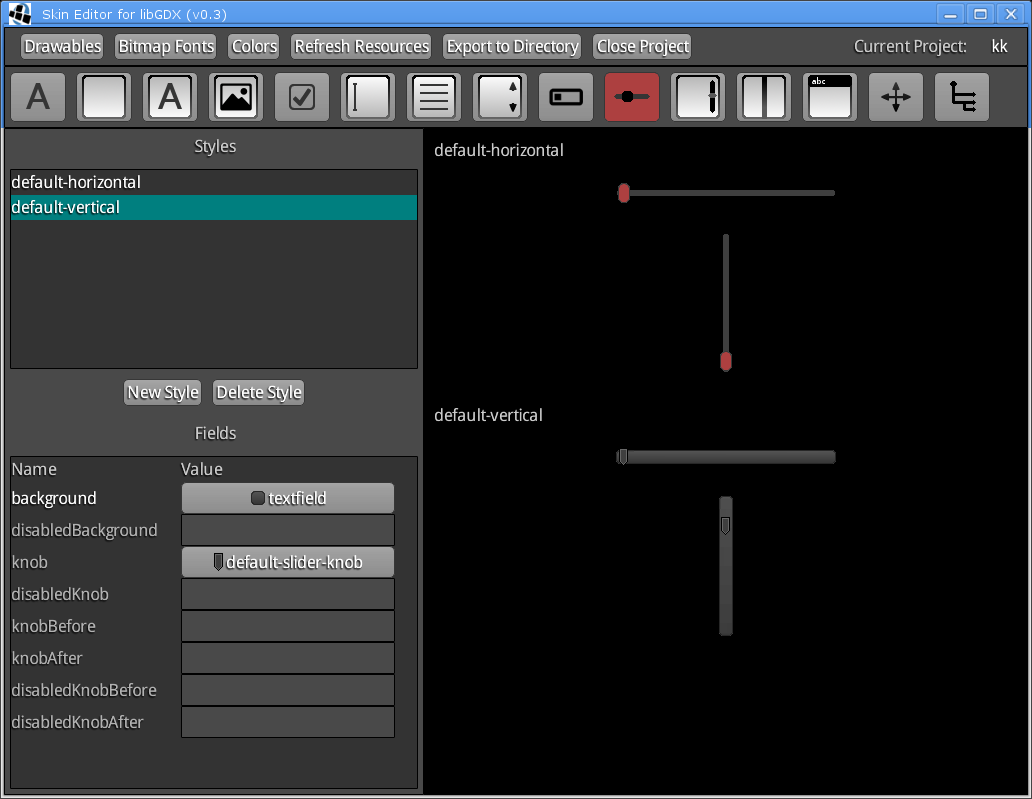 Skin Editor for libGDX (v0.3)
Drawables Bitmap Fonts Colors Refresh Resources Export to Directory Close Project Current Project: kk
A A abc
Styles
default-horizontal
default-vertical
New Style Delete Style
Fields
Name Value
background textfield
disabledBackground
knob default-slider-knob
disabledKnob
knobBefore
knobAfter
disabledKnobBefore
disabledKnobAfter
default-horizontal
default-vertical